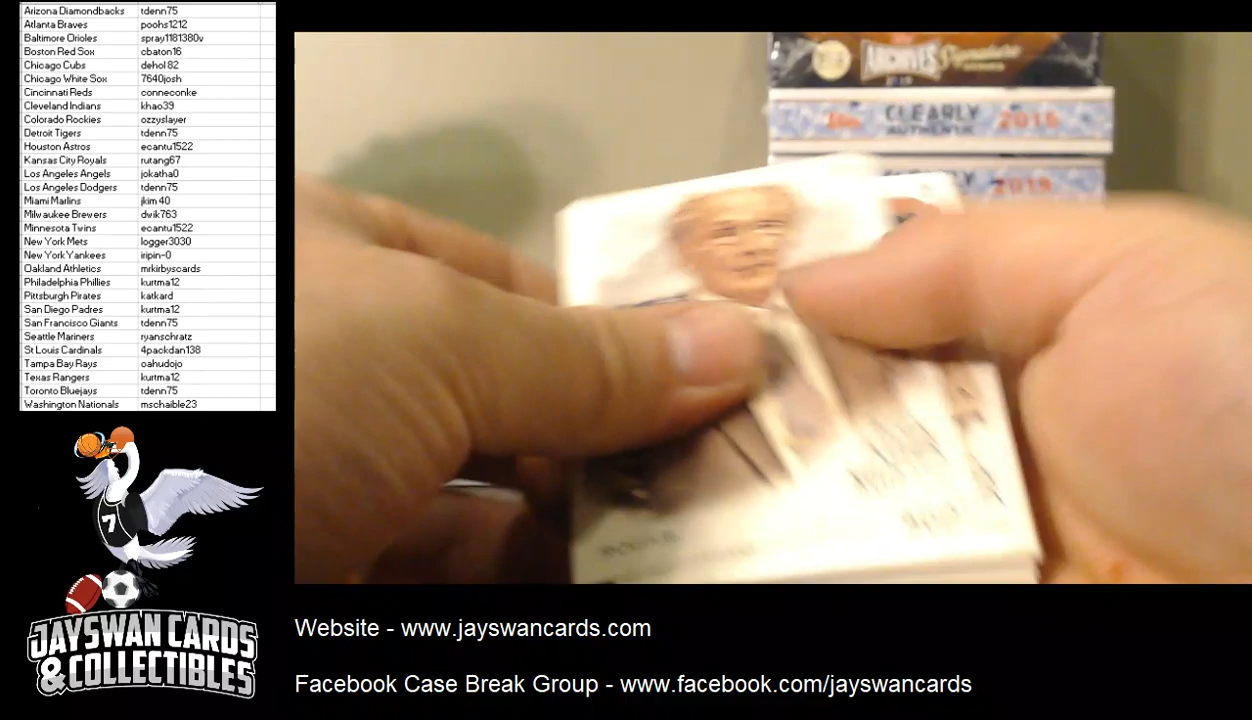 Arizona Diamondbacks tdenn75
Atlanta Braves poohs1212
Baltimore Orioles spray1181380v
Boston Red Sox cbaton16
Chicago Cubs dehol 82
Chicago White Sox 7640josh
Cincinnati Reds conneconke
Cleveland Indians khao39
Colorado Rockies ozzyslayer
Detroit Tigers tdenn75
Houston Astros ecantu1522
Kansas City Royals rutang67
Los Angeles Angels jokatha0
Los Angeles Dodgers tdenn75
Miami Marlins jkim 40
Milwaukee Brewers dwik763
Minnesota Twins ecantu1522
New York Mets logger3030
New York Yankees iripin-0
Oakland Athletics mrkirbyscards
Philadelphia Phillies kurtma12
Pittsburgh Pirates katkard
San Diego Padres kurtma12
San Francisco Giants tdenn75
Seattle Mariners ryanschratz
St Louis Cardinals 4packdan138
Tampa Bay Rays oahudojo
Texas Rangers kurtma12
Toronto Bluejays tdenn75
Washington Nationals mschaible23
ARCHIVES Signature
SERIES
Topps CLEARLY 2018
AUTHENTIC
2019
7
JAYSWAN CARDS
& COLLECTIBLES
Website - www.jayswancards.com
Facebook Case Break Group - www.facebook.com/jayswancards